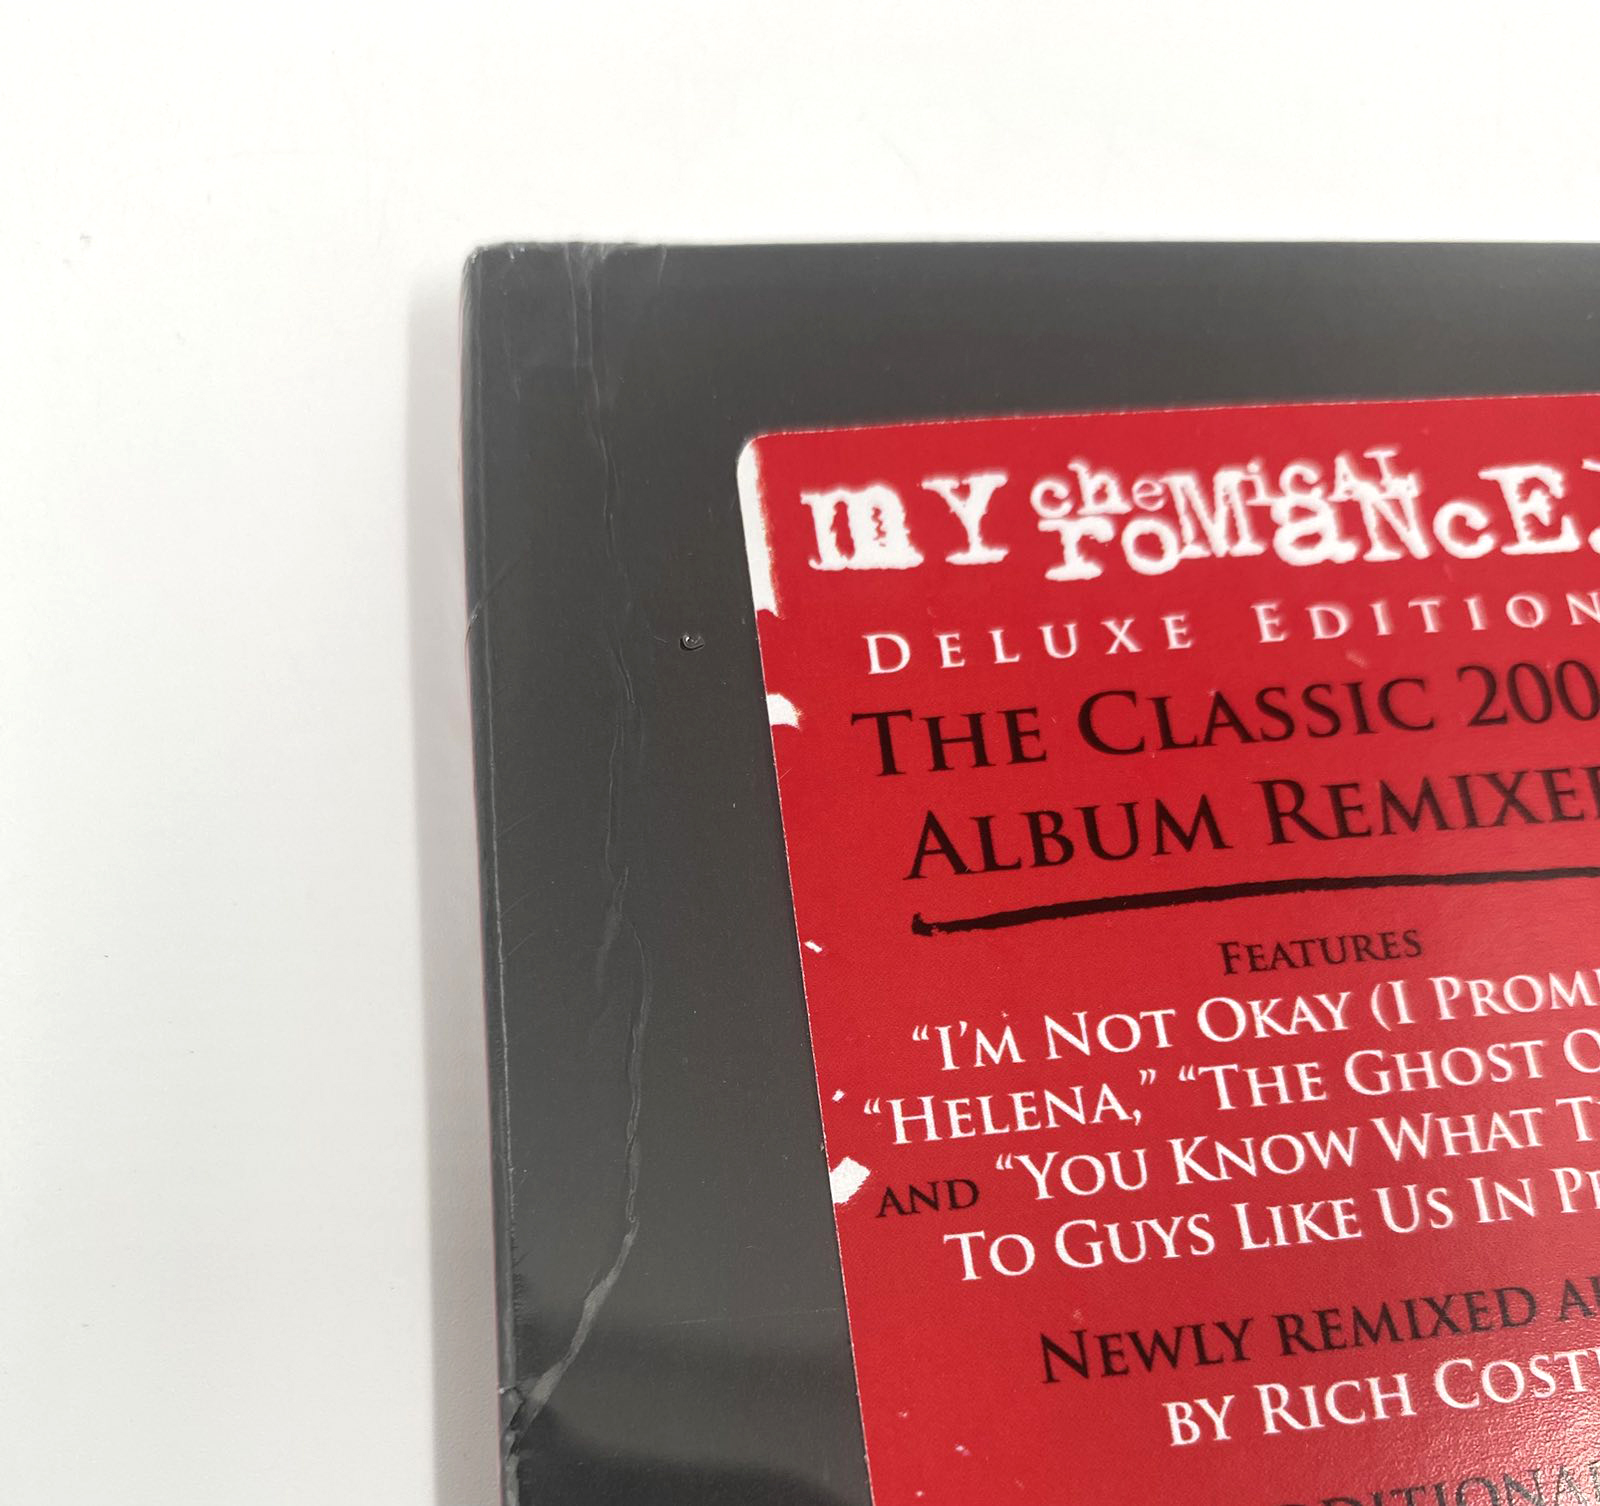 my chemical romance
DELUXE EDITION
THE CLASSIC 200
ALBUM REMIXE
FEATURES
“I’M NOT OKAY (I PROMI
“HELENA,” “THE GHOST O
AND “YOU KNOW WHAT T
TO GUYS LIKE US IN P
NEWLY REMIXED A
BY RICH COST
DITIONA